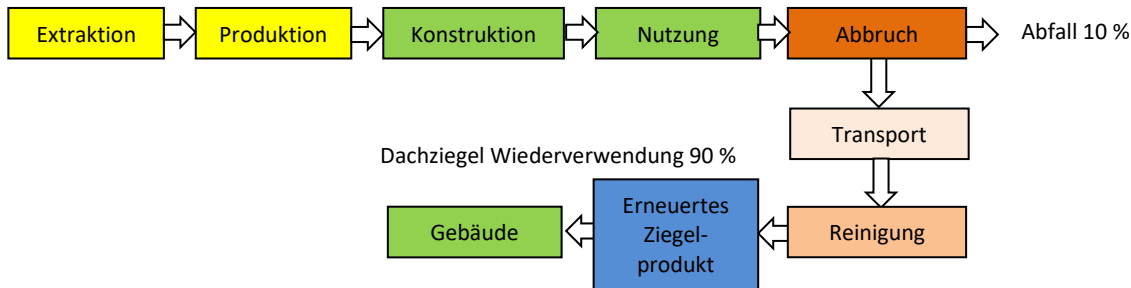 Extraktion
Produktion
Konstruktion
Nutzung
Abbruch
Abfall 10 %
Transport
Dachziegel Wiederverwendung 90 %
Gebäude
Erneuertes
Ziegel-
produkt
Reinigung